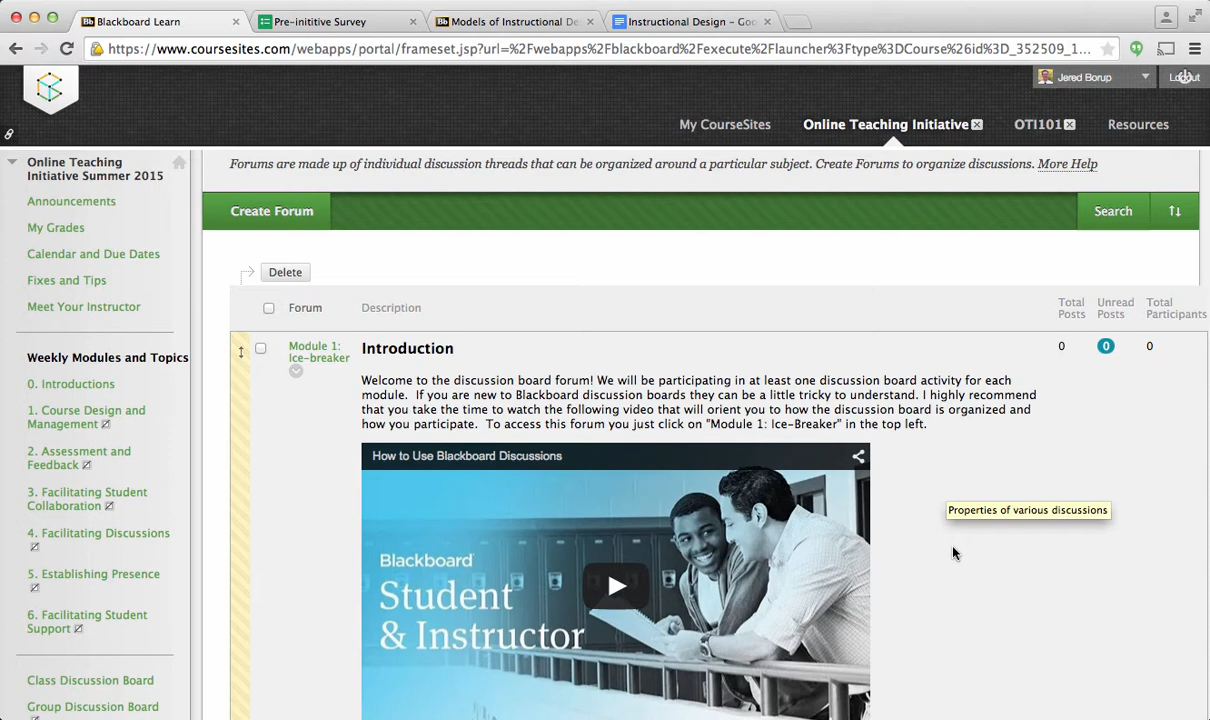 Blackboard Learn
Pre-inititive Survey
Models of Instructional De
Instructional Design – Goo
https://www.coursesites.com/webapps/portal/frameset.jsp?url=%2Fwebapps%2Fblackboard%2Fexecute%2Flauncher%3Ftype%3DCourse%26id%3D_352509_1...
Jered Borup
Logout
My CourseSites
Online Teaching Initiative
OTI101
Resources
Online Teaching
Initiative Summer 2015
Announcements
My Grades
Calendar and Due Dates
Fixes and Tips
Meet Your Instructor
Weekly Modules and Topics
0. Introductions
1. Course Design and
Management
2. Assessment and
Feedback
3. Facilitating Student
Collaboration
4. Facilitating Discussions
5. Establishing Presence
6. Facilitating Student
Support
Class Discussion Board
Group Discussion Board
Forums are made up of individual discussion threads that can be organized around a particular subject. Create Forums to organize discussions. More Help
Create Forum
Search
Delete
Forum
Description
Total
Posts
Unread
Posts
Total
Participants
Module 1:
Ice-breaker
Introduction
0
0
0
Welcome to the discussion board forum! We will be participating in at least one discussion board activity for each
module. If you are new to Blackboard discussion boards they can be a little tricky to understand. I highly recommend
that you take the time to watch the following video that will orient you to how the discussion board is organized and
how you participate. To access this forum you just click on "Module 1: Ice-Breaker" in the top left.
How to Use Blackboard Discussions
Blackboard
Student
& Instructor
Properties of various discussions